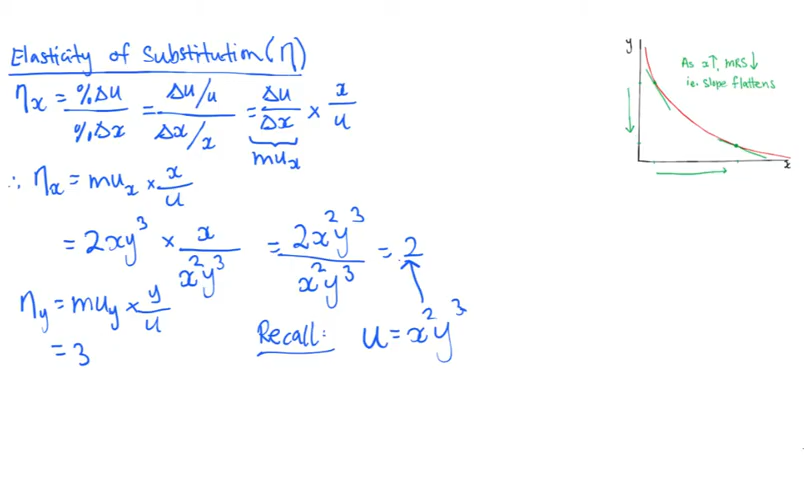 Elasticity of Substitution (η)
ηx = %Δu / %Δx = Δu/u / Δx/x = Δu / Δx × x / u
mux
∴ ηx = mux × x / u
= 2xy³ × x / x²y³ = 2x²y³ / x²y³ = 2
ηy = muy × y / u
= 3
Recall: u = x²y³
y
As x↑, MRS↓
i.e. slope flattens
x